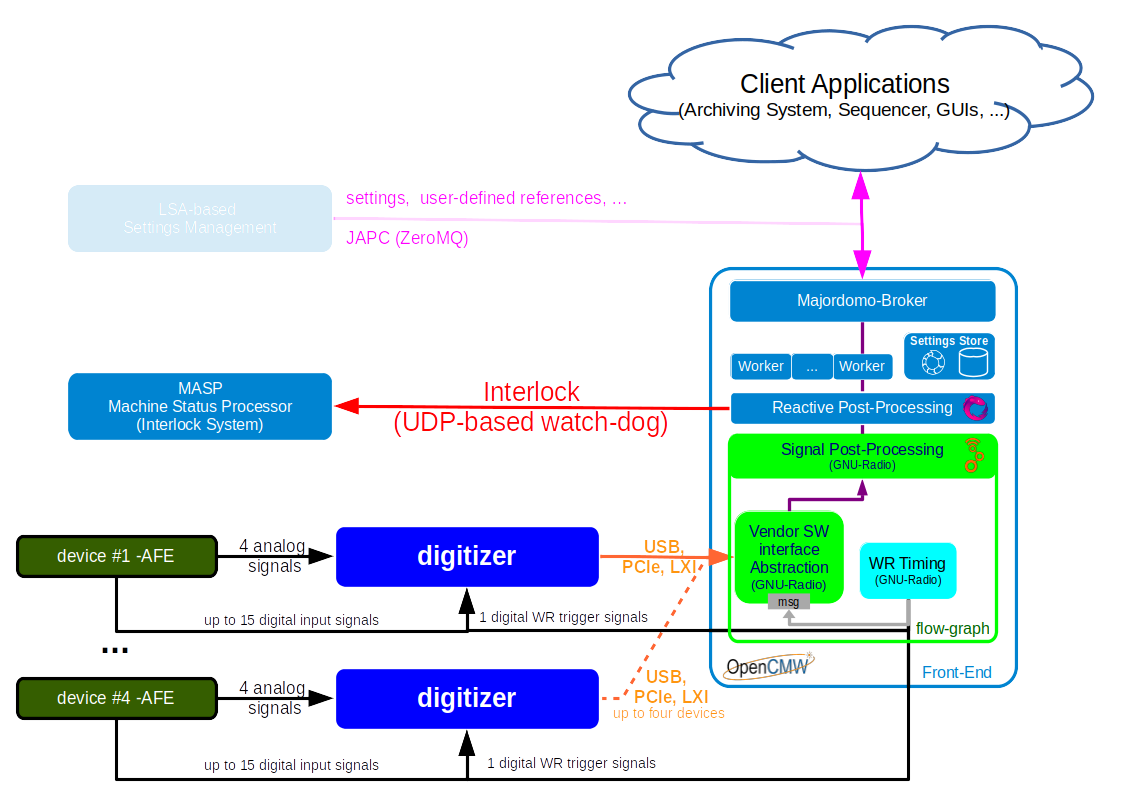 Client Applications
(Archiving System, Sequencer, GUIs, ...)
LSA-based
Settings Management
settings,  user-defined references, ...
JAPC (ZeroMQ)
Majordomo-Broker
Settings Store
Worker
...
Worker
MASP
Machine Status Processor
(Interlock System)
Interlock
(UDP-based watch-dog)
Reactive Post-Processing
Signal Post-Processing
(GNU-Radio)
device #1 -AFE
4 analog
signals
digitizer
USB,
PCIe, LXI
Vendor SW
interface
Abstraction
(GNU-Radio)
msg
WR Timing
(GNU-Radio)
up to 15 digital input signals
1 digital WR trigger signals
flow-graph
...
OpenCMW
Front-End
device #4 -AFE
4 analog
signals
digitizer
USB,
PCIe, LXI
up to four devices
up to 15 digital input signals
1 digital WR trigger signals